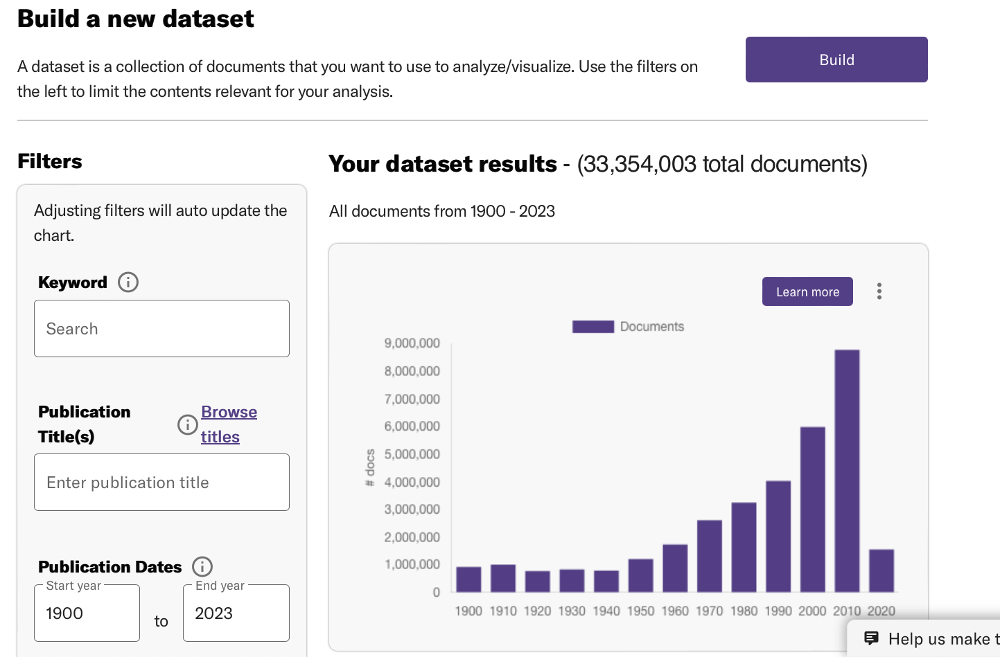 Build a new dataset
A dataset is a collection of documents that you want to use to analyze/visualize. Use the filters on
the left to limit the contents relevant for your analysis.
Build
Filters
Adjusting filters will auto update the
chart.
Keyword
Search
Publication
Title(s)
Browse
titles
Enter publication title
Publication Dates
Start year
1900
to
End year
2023
Your dataset results - (33,354,003 total documents)
All documents from 1900 - 2023
Learn more
Documents
# docs
9,000,000
8,000,000
7,000,000
6,000,000
5,000,000
4,000,000
3,000,000
2,000,000
1,000,000
0
1900 1910 1920 1930 1940 1950 1960 1970 1980 1990 2000 2010 2020
Help us make t